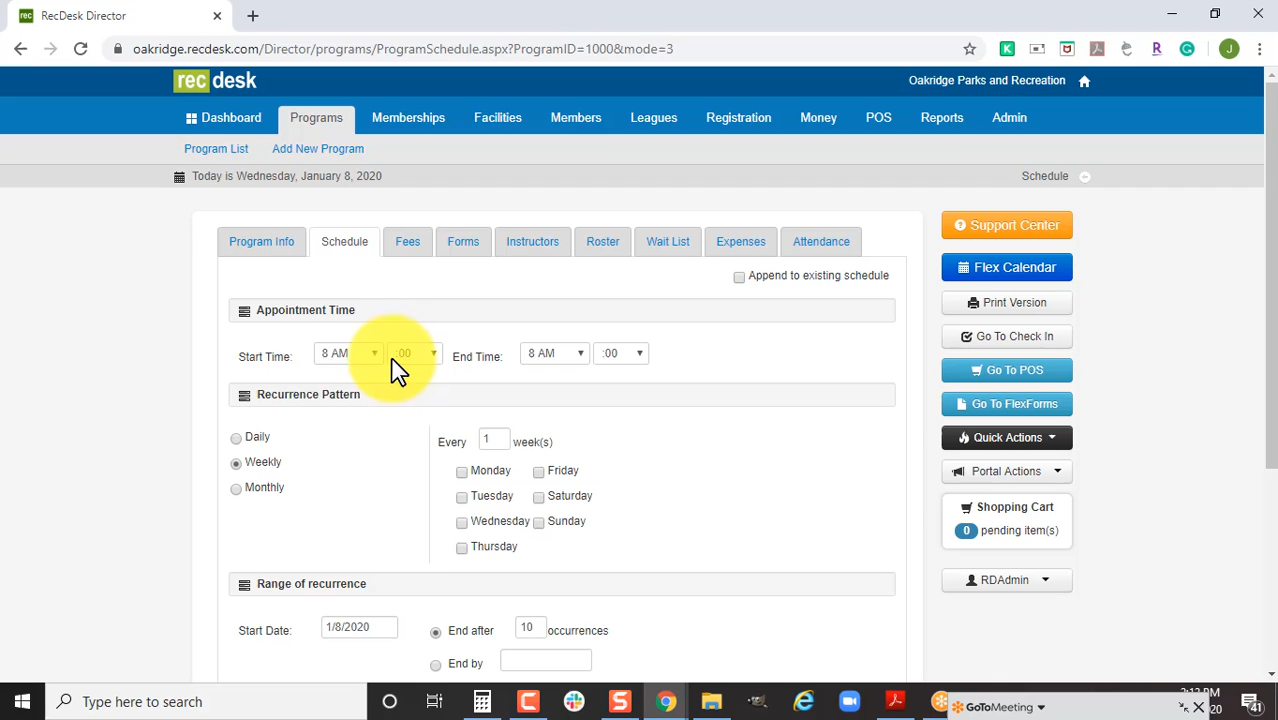 rec RecDesk Director
oakridge.recdesk.com/Director/programs/ProgramSchedule.aspx?ProgramID=1000&mode=3
K R G J
rec desk
Oakridge Parks and Recreation
Dashboard Programs Memberships Facilities Members Leagues Registration Money POS Reports Admin
Program List Add New Program
Today is Wednesday, January 8, 2020 Schedule
Program Info Schedule Fees Forms Instructors Roster Wait List Expenses Attendance
Append to existing schedule
Appointment Time
Start Time: 8 AM :00 End Time: 8 AM :00
Recurrence Pattern
Daily
Weekly
Monthly
Every 1 week(s)
Monday Friday
Tuesday Saturday
Wednesday Sunday
Thursday
Range of recurrence
Start Date: 1/8/2020 End after 10 occurrences
End by
Support Center
Flex Calendar
Print Version
Go To Check In
Go To POS
Go To FlexForms
Quick Actions
Portal Actions
Shopping Cart
0 pending item(s)
RDAdmin
Type here to search
GoToMeeting
41